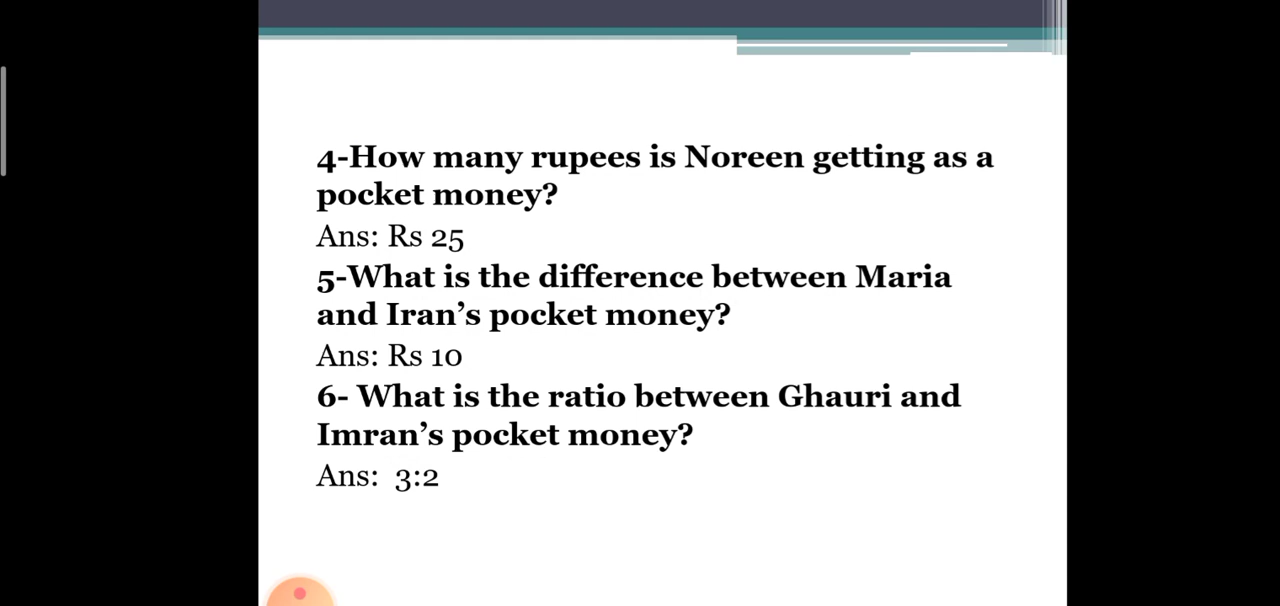 4-How many rupees is Noreen getting as a
pocket money?
Ans: Rs 25
5-What is the difference between Maria
and Iran’s pocket money?
Ans: Rs 10
6- What is the ratio between Ghauri and
Imran’s pocket money?
Ans:  3:2